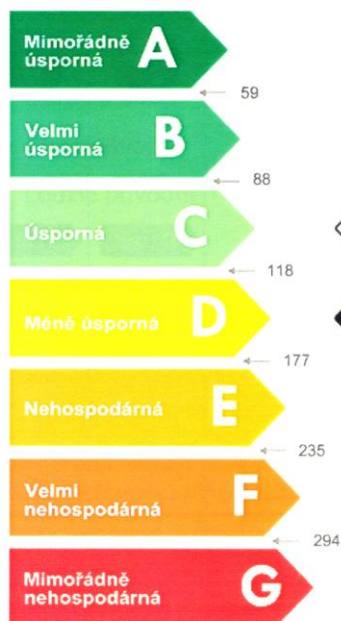 Mimořádně
úsporná
A
59
Velmi
úsporná
B
88
Úsporná
C
118
Méně úsporná
D
177
Nehospodárná
E
235
Velmi
nehospodárná
F
294
Mimořádně
nehospodárná
G